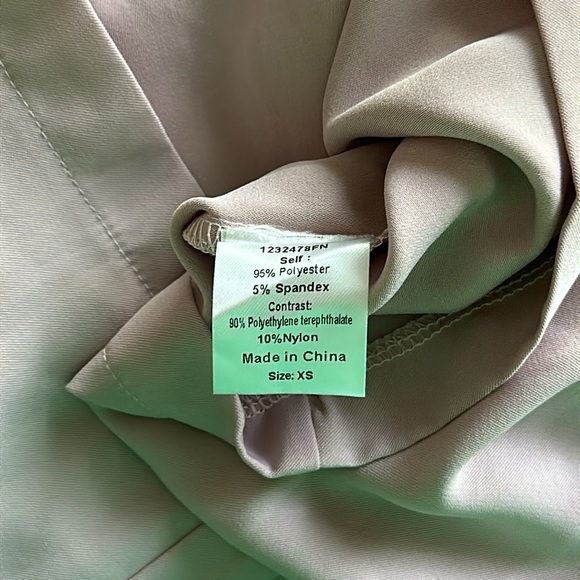 1232478FN
Self :
95% Polyester
5% Spandex
Contrast:
90% Polyethylene terephthalate
10%Nylon
Made in China
Size: XS